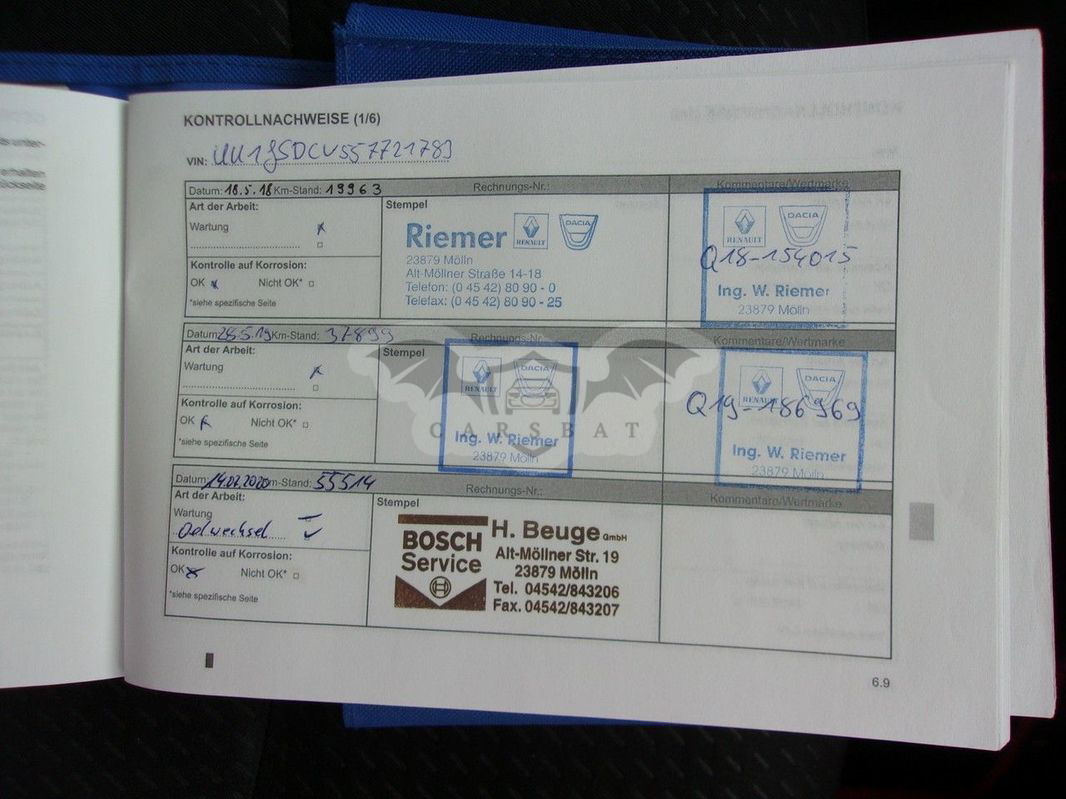 KONTROLLNACHWEISE (1/6)
VIN: UU1JSDCV557721783
Datum: 18.5.18 Km-Stand: 19963 Rechnungs-Nr.: Kommentare/Wertmarke
Art der Arbeit:
Wartung
Kontrolle auf Korrosion:
OK Nicht OK*
*siehe spezifische Seite
Stempel
Riemer RENAULT DACIA
23879 Mölln
Alt-Möllner Straße 14-18
Telefon: (0 45 42) 80 90 - 0
Telefax: (0 45 42) 80 90 - 25
RENAULT DACIA
Q18-154015
Ing. W. Riemer
23879 Mölln
Datum: 28.5.19 Km-Stand: 37899 Rechnungs-Nr. Kommentare/Wertmarke
Art der Arbeit:
Wartung
Kontrolle auf Korrosion:
OK Nicht OK*
*siehe spezifische Seite
Stempel
RENAULT DACIA
Ing. W. Riemer
23879 Mölln
CARSBAT
RENAULT DACIA
Q19-186969
Ing. W. Riemer
23879 Mölln
Datum: 14.02.2020 Km-Stand: 55514 Rechnungs-Nr.: Kommentare/Wertmarke
Art der Arbeit:
Wartung
Oelwechsel
Kontrolle auf Korrosion:
OK Nicht OK*
*siehe spezifische Seite
Stempel
BOSCH
Service
H. Beuge GmbH
Alt-Möllner Str. 19
23879 Mölln
Tel. 04542/843206
Fax. 04542/843207
6.9